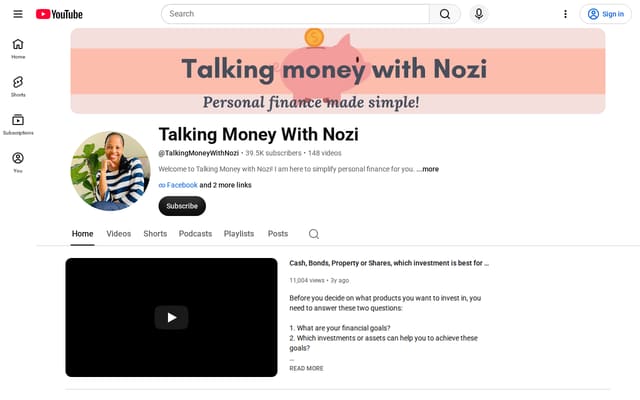 YouTube
Search
Sign in
Home
Shorts
Subscriptions
You
Talking money with Nozi
Personal finance made simple!
Talking Money With Nozi
@TalkingMoneyWithNozi • 39.5K subscribers • 148 videos
Welcome to Talking Money with Nozi! I am here to simplify personal finance for you. ...more
Facebook and 2 more links
Subscribe
Home Videos Shorts Podcasts Playlists Posts
Cash, Bonds, Property or Shares, which investment is best for ...
11,004 views • 3y ago
Before you decide on what products you want to invest in, you
need to answer these two questions:
1. What are your financial goals?
2. Which investments or assets can help you to achieve these
goals?
...
READ MORE